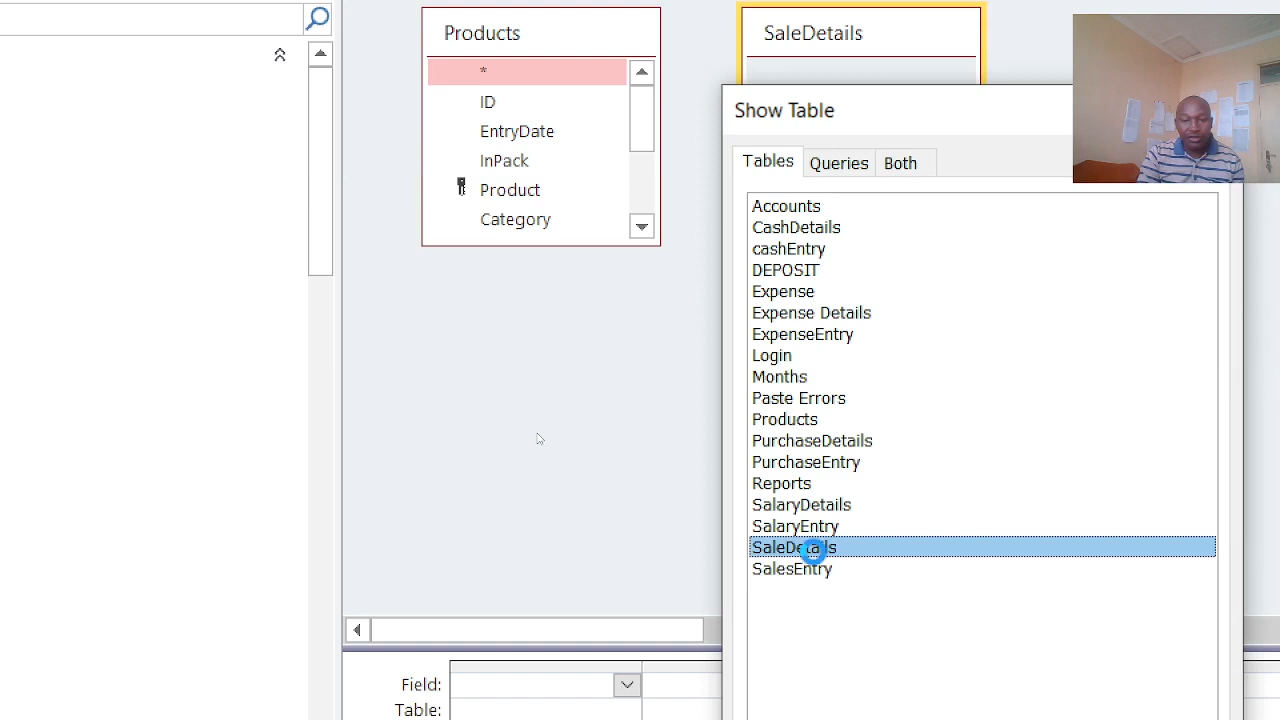 Products
*
ID
EntryDate
InPack
Product
Category
SaleDetails
Show Table
Tables
Queries
Both
Accounts
CashDetails
cashEntry
DEPOSIT
Expense
Expense Details
ExpenseEntry
Login
Months
Paste Errors
Products
PurchaseDetails
PurchaseEntry
Reports
SalaryDetails
SalaryEntry
SaleDetails
SalesEntry
Field:
Table: